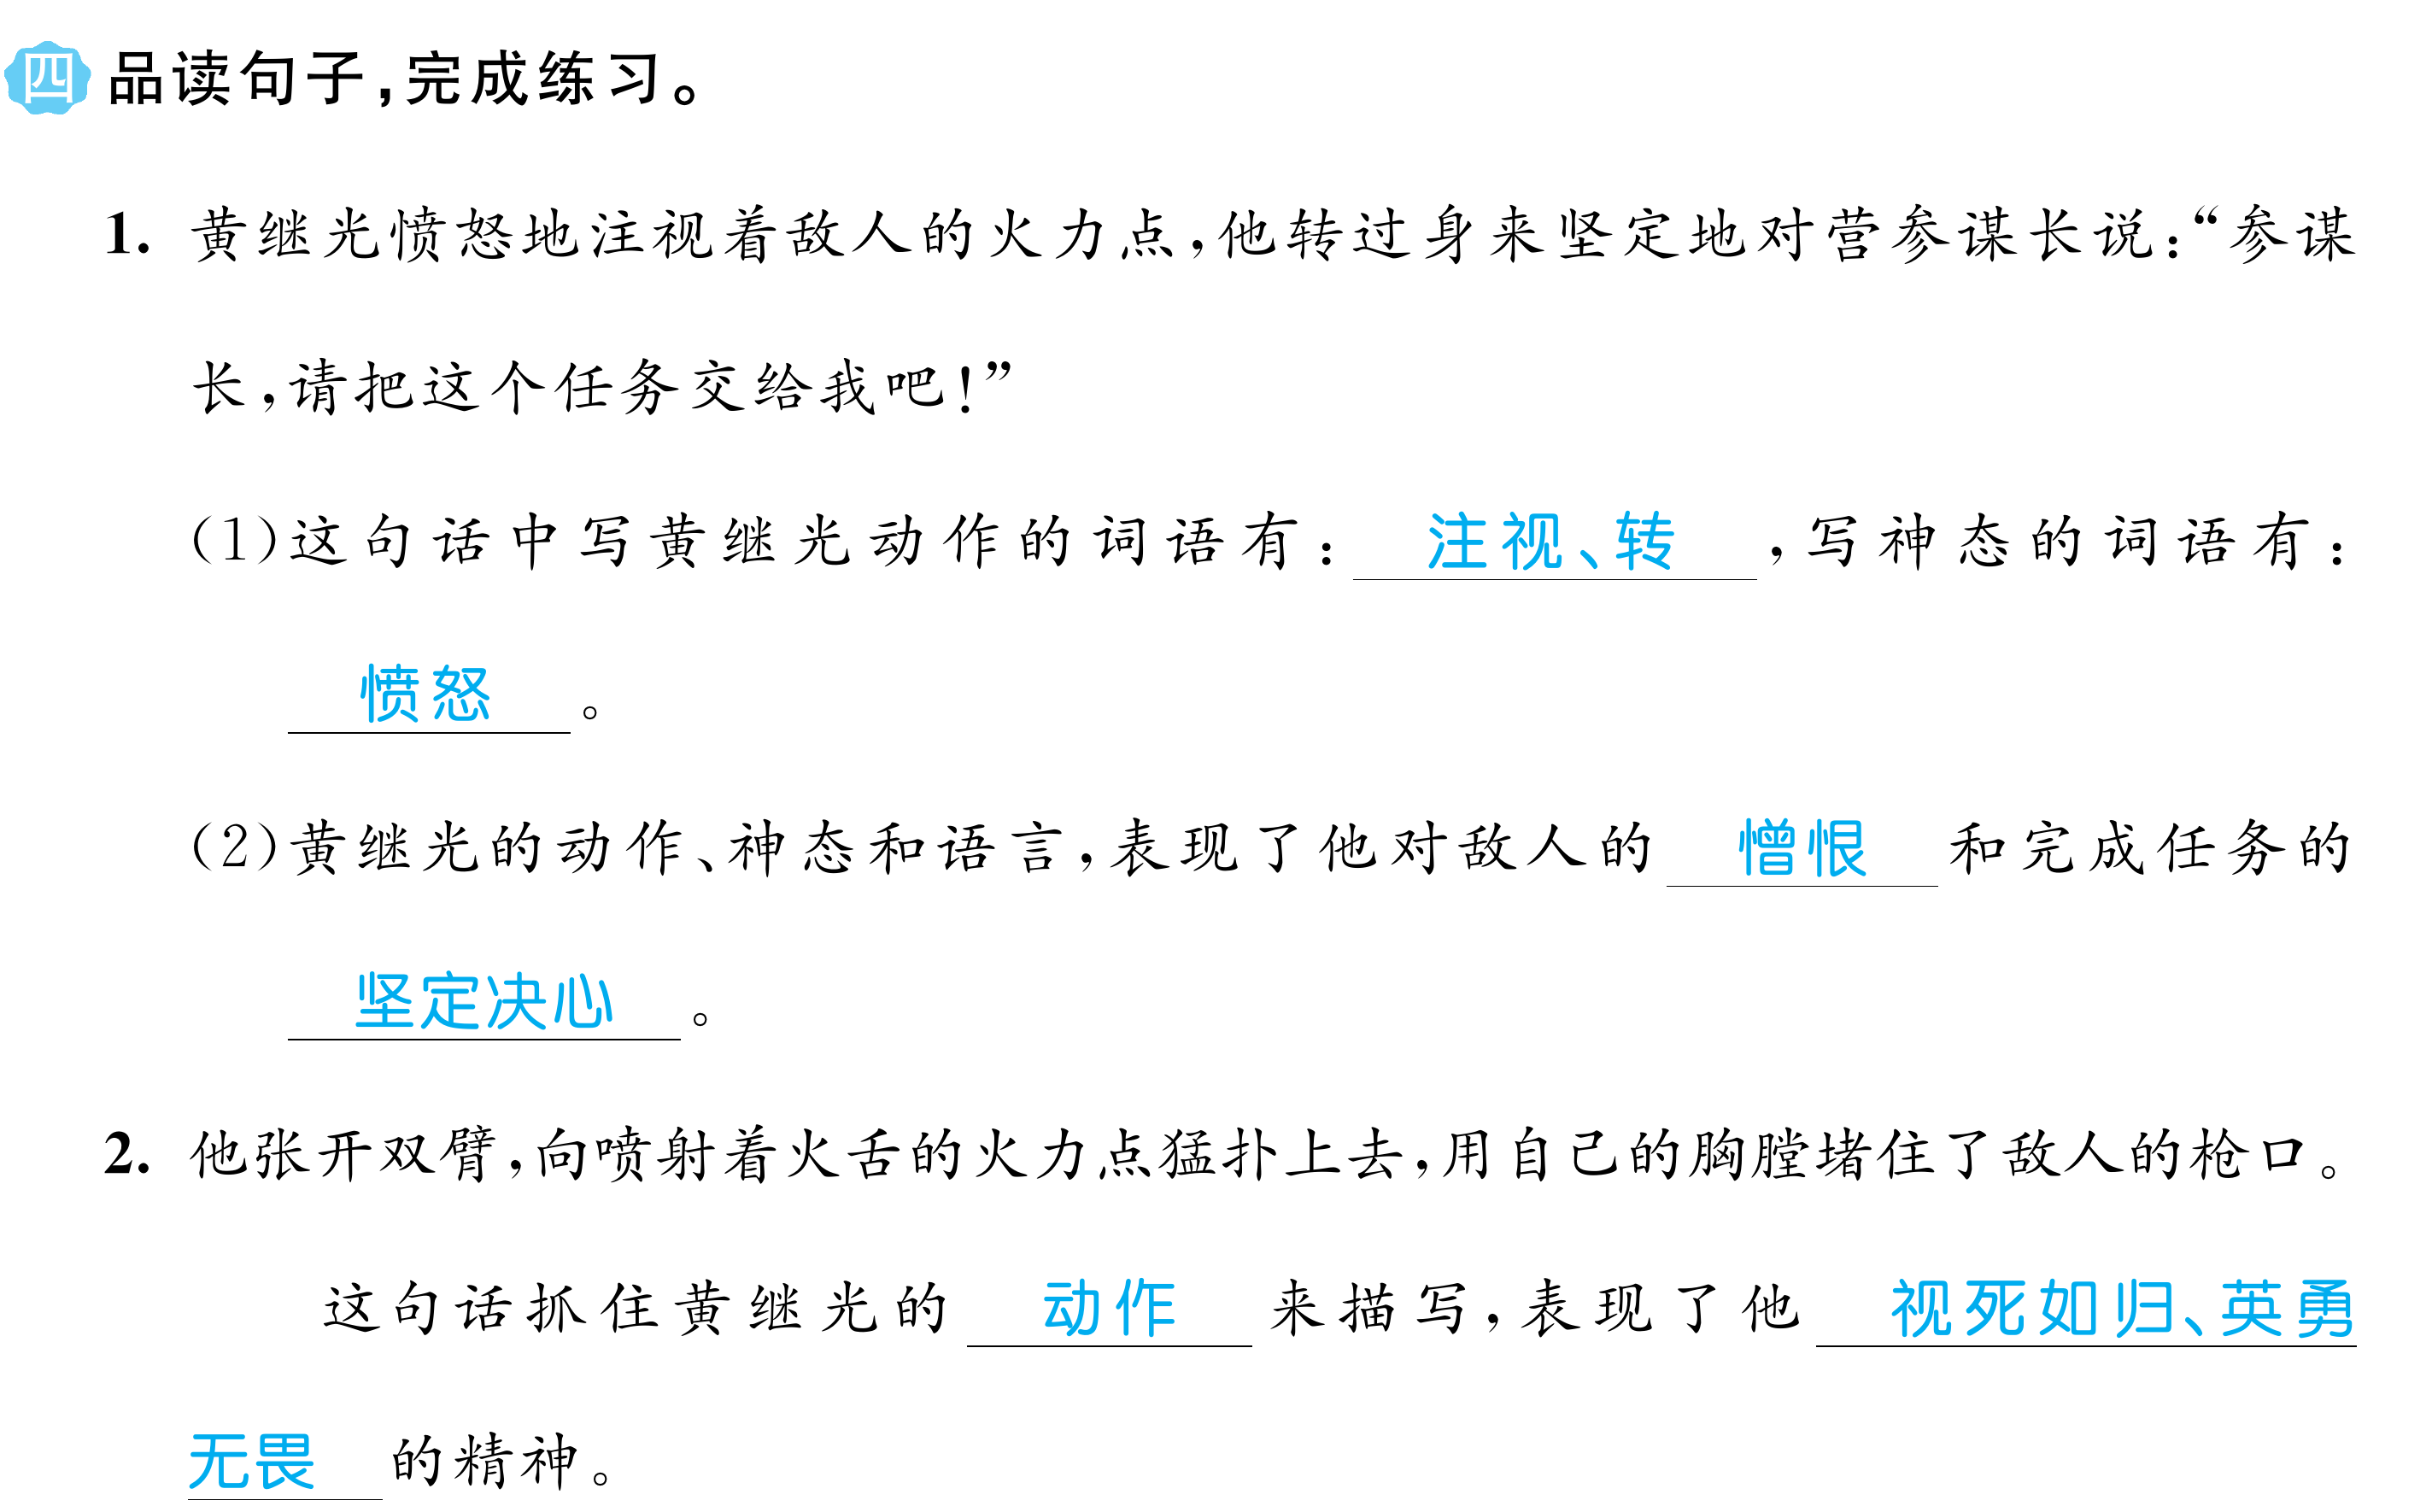 四 品读句子,完成练习。
1. 黄继光愤怒地注视着敌人的火力点,他转过身来坚定地对营参谋长说:“参谋
长,请把这个任务交给我吧!”
(1)这句话中写黄继光动作的词语有: 注视、转 ,写神态的词语有:
愤怒 。
(2)黄继光的动作、神态和语言,表现了他对敌人的 憎恨 和完成任务的
坚定决心 。
2. 他张开双臂,向喷射着火舌的火力点猛扑上去,用自己的胸膛堵住了敌人的枪口。
这句话抓住黄继光的 动作 来描写,表现了他 视死如归、英勇
无畏 的精神。